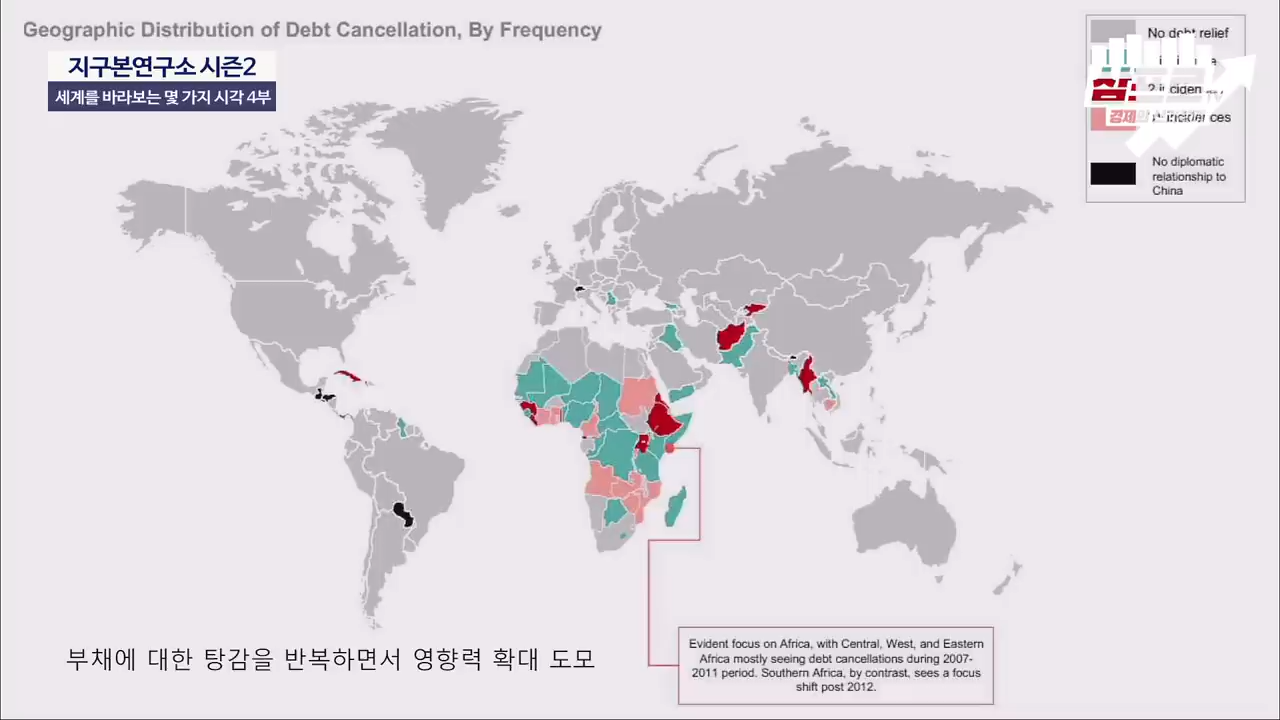 Geographic Distribution of Debt Cancellation, By Frequency
지구본연구소 시즌2
세계를 바라보는 몇 가지 시각 4부
No debt relief
2 inciden
incidences
No diplomatic
relationship to
China
부채에 대한 탕감을 반복하면서 영향력 확대 도모
Evident focus on Africa, with Central, West, and Eastern
Africa mostly seeing debt cancellations during 2007-
2011 period. Southern Africa, by contrast, sees a focus
shift post 2012.